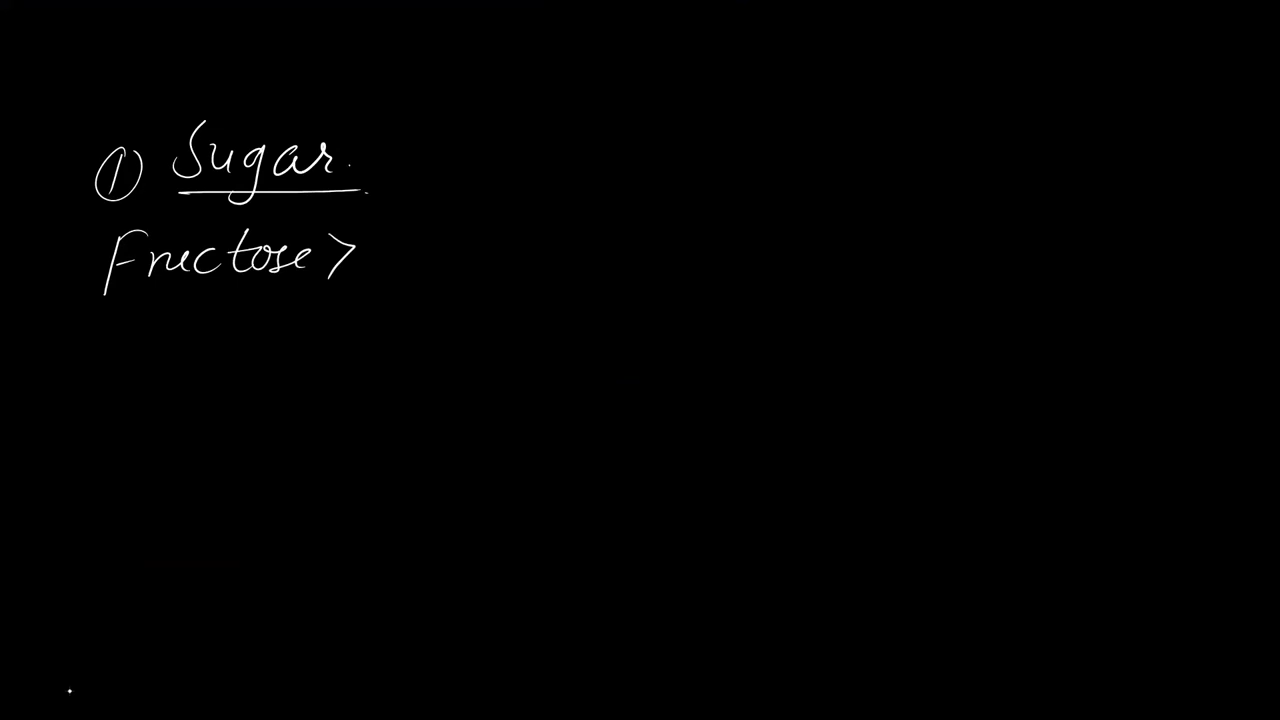 ① Sugar.
Fructose >